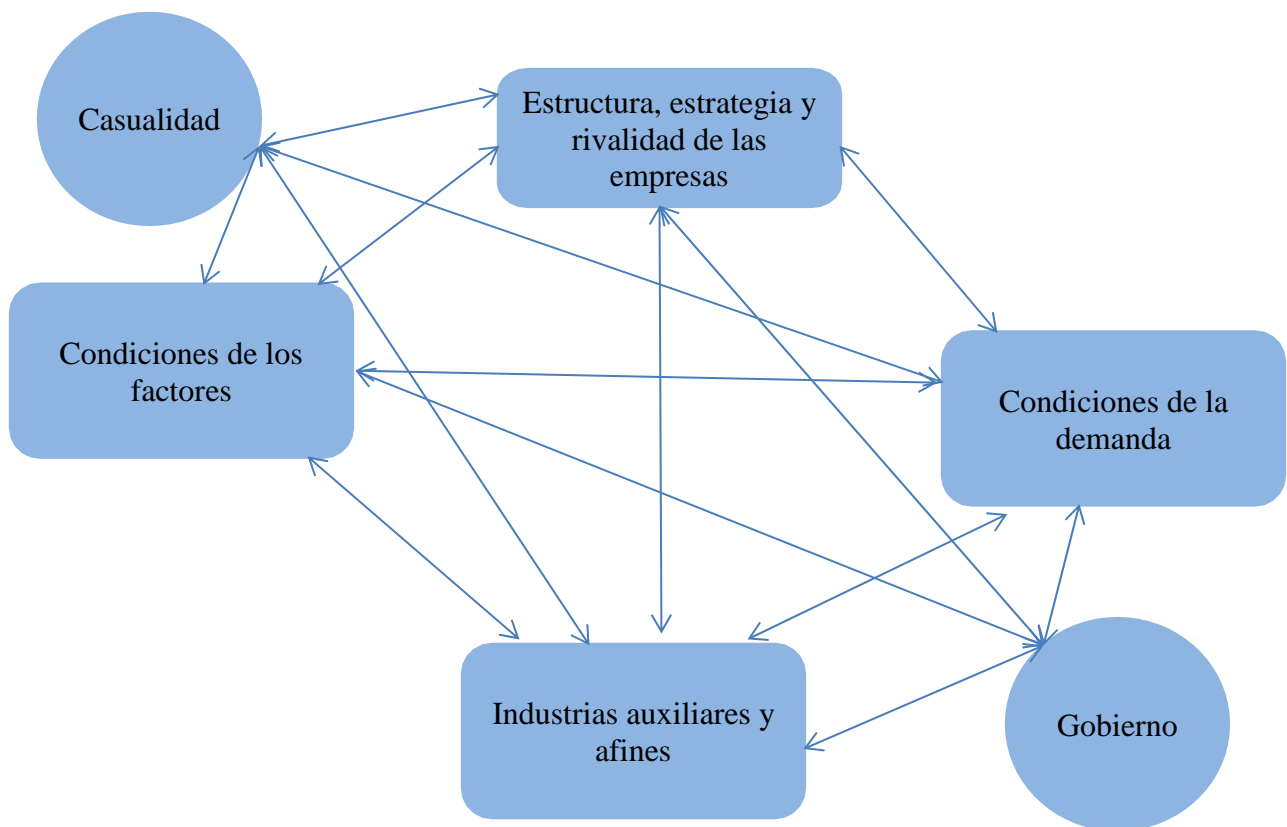 Casualidad
Estructura, estrategia y
rivalidad de las
empresas
Condiciones de los
factores
Condiciones de la
demanda
Industrias auxiliares y
afines
Gobierno